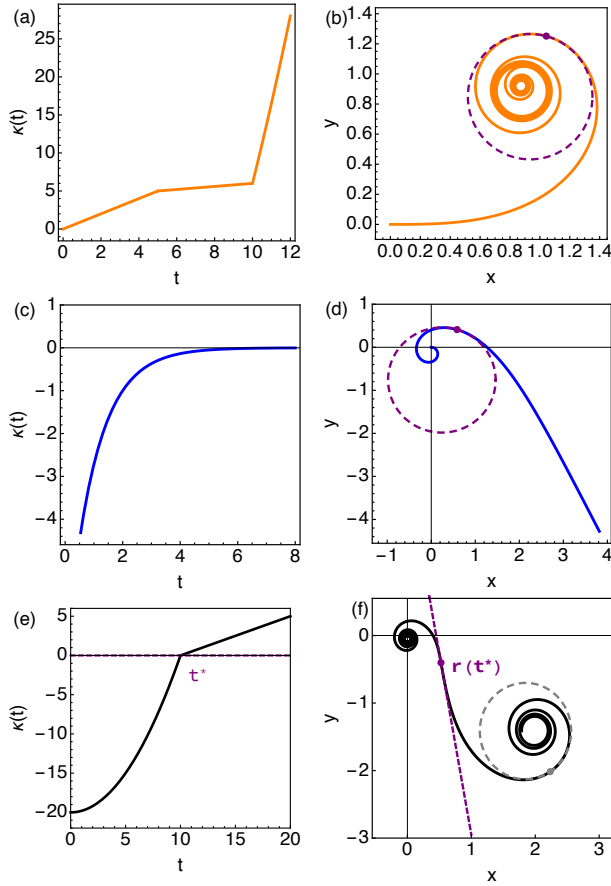 (a)
κ(t)
25
20
15
10
5
0
0 2 4 6 8 10 12
t
(b)
y
1.4
1.2
1.0
0.8
0.6
0.4
0.2
0.0
0.0 0.2 0.4 0.6 0.8 1.0 1.2 1.4
x
(c)
κ(t)
1
0
−1
−2
−3
−4
0 2 4 6 8
t
(d)
y
1
0
−1
−2
−3
−4
−1 0 1 2 3 4
x
(e)
κ(t)
5
0
−5
−10
−15
−20
t*
0 5 10 15 20
t
(f)
y
0
−1
−2
−3
r(t*)
0 1 2 3
x